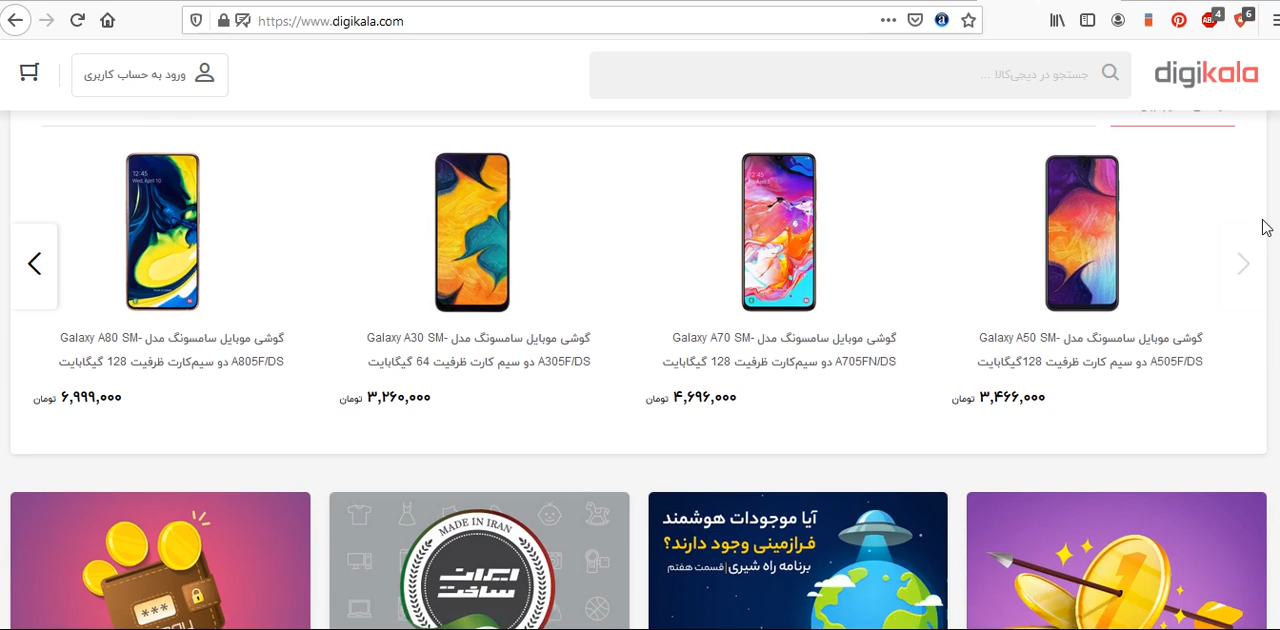 https://www.digikala.com
4
6
digikala
جستجو در دیجی‌کالا ...
ورود به حساب کاربری
گوشی موبایل سامسونگ مدل Galaxy A50 SM-
A505F/DS دو سیم کارت ظرفیت 128گیگابایت
۳,۴۶۶,۰۰۰ تومان
گوشی موبایل سامسونگ مدل Galaxy A70 SM-
A705FN/DS دو سیم‌کارت ظرفیت 128 گیگابایت
۴,۶۹۶,۰۰۰ تومان
گوشی موبایل سامسونگ مدل Galaxy A30 SM-
A305F/DS دو سیم کارت ظرفیت 64 گیگابایت
۳,۲۶۰,۰۰۰ تومان
گوشی موبایل سامسونگ مدل Galaxy A80 SM-
A805F/DS دو سیم‌کارت ظرفیت 128 گیگابایت
۶,۹۹۹,۰۰۰ تومان
1
آیا موجودات هوشمند
فرازمینی وجود دارند؟
برنامه راه شیری | قسمت هفتم
MADE IN IRAN
ایران
ساخت
***